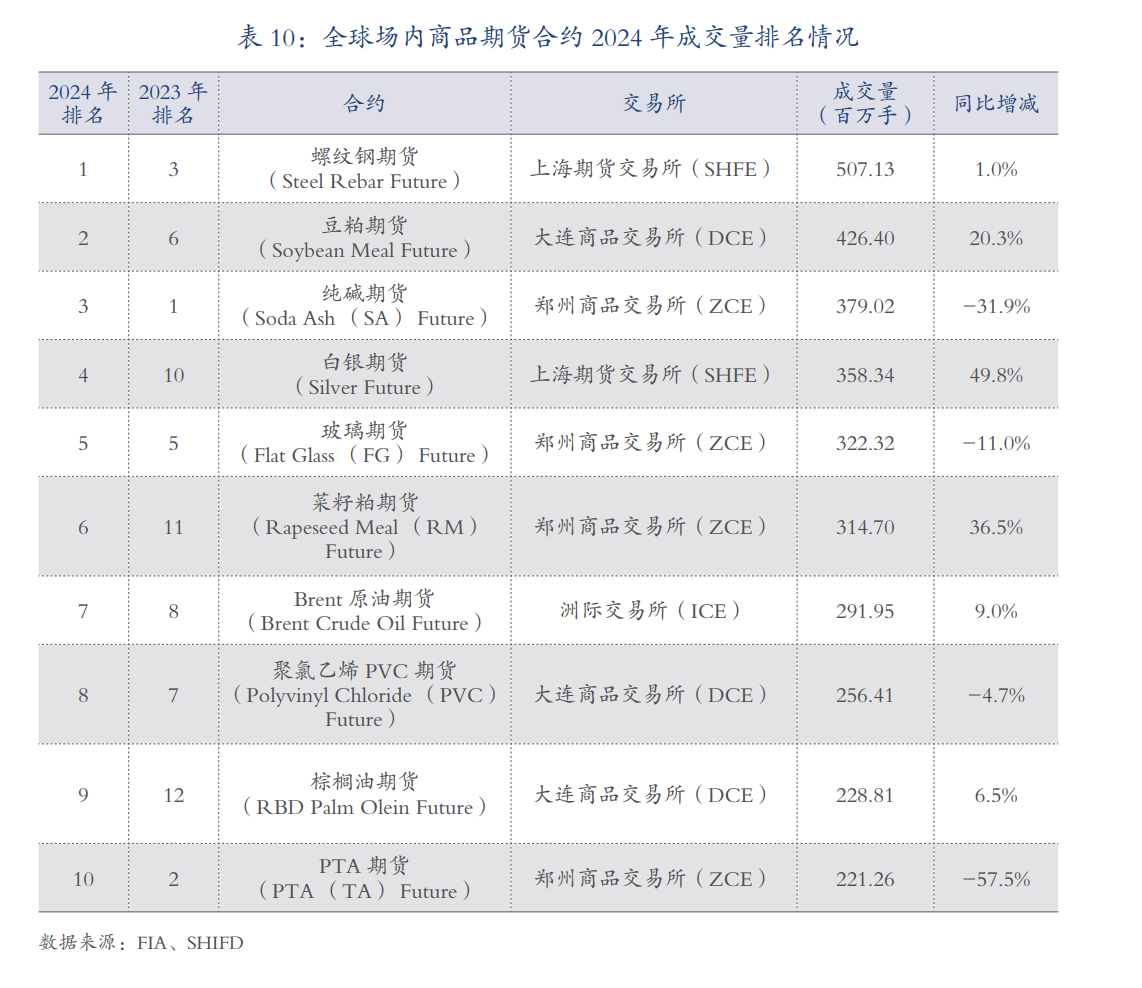 表 10：全球场内商品期货合约 2024 年成交量排名情况
2024 年排名 2023 年排名 合约 交易所 成交量（百万手） 同比增减
1 3 螺纹钢期货（Steel Rebar Future） 上海期货交易所（SHFE） 507.13 1.0%
2 6 豆粕期货（Soybean Meal Future） 大连商品交易所（DCE） 426.40 20.3%
3 1 纯碱期货（Soda Ash （SA） Future） 郑州商品交易所（ZCE） 379.02 −31.9%
4 10 白银期货（Silver Future） 上海期货交易所（SHFE） 358.34 49.8%
5 5 玻璃期货（Flat Glass （FG） Future） 郑州商品交易所（ZCE） 322.32 −11.0%
6 11 菜籽粕期货（Rapeseed Meal （RM） Future） 郑州商品交易所（ZCE） 314.70 36.5%
7 8 Brent 原油期货（Brent Crude Oil Future） 洲际交易所（ICE） 291.95 9.0%
8 7 聚氯乙烯 PVC 期货（Polyvinyl Chloride （PVC） Future） 大连商品交易所（DCE） 256.41 −4.7%
9 12 棕榈油期货（RBD Palm Olein Future） 大连商品交易所（DCE） 228.81 6.5%
10 2 PTA 期货（PTA （TA） Future） 郑州商品交易所（ZCE） 221.26 −57.5%
数据来源：FIA、SHIFD